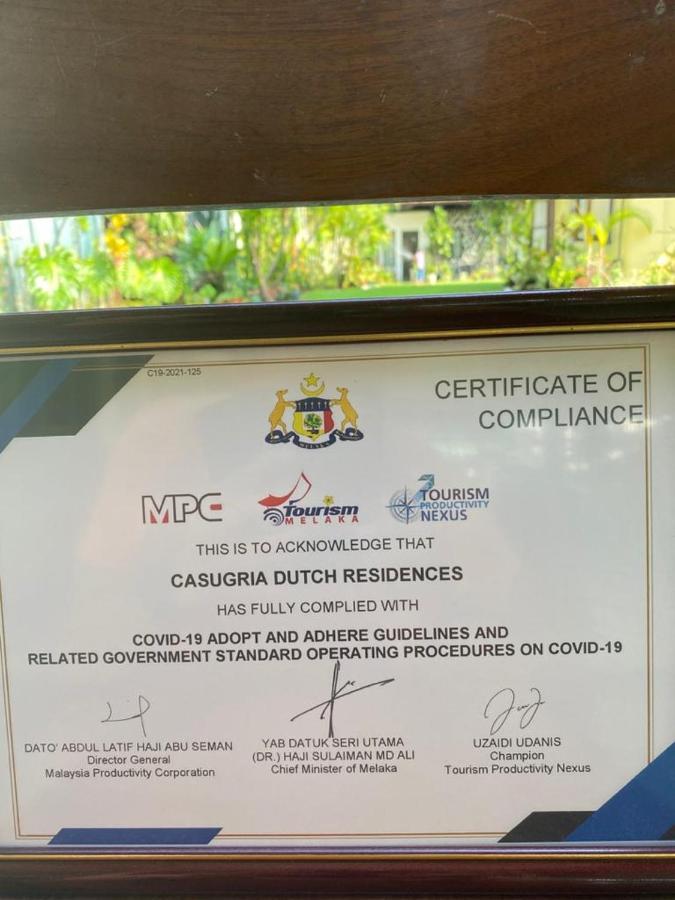 C19-2021-125
CERTIFICATE OF
COMPLIANCE
MPC
Tourism
MELAKA
TOURISM
PRODUCTIVITY
NEXUS
THIS IS TO ACKNOWLEDGE THAT
CASUGRIA DUTCH RESIDENCES
HAS FULLY COMPLIED WITH
COVID-19 ADOPT AND ADHERE GUIDELINES AND
RELATED GOVERNMENT STANDARD OPERATING PROCEDURES ON COVID-19
DATO' ABDUL LATIF HAJI ABU SEMAN
Director General
Malaysia Productivity Corporation
YAB DATUK SERI UTAMA
(DR.) HAJI SULAIMAN MD ALI
Chief Minister of Melaka
UZAIDI UDANIS
Champion
Tourism Productivity Nexus